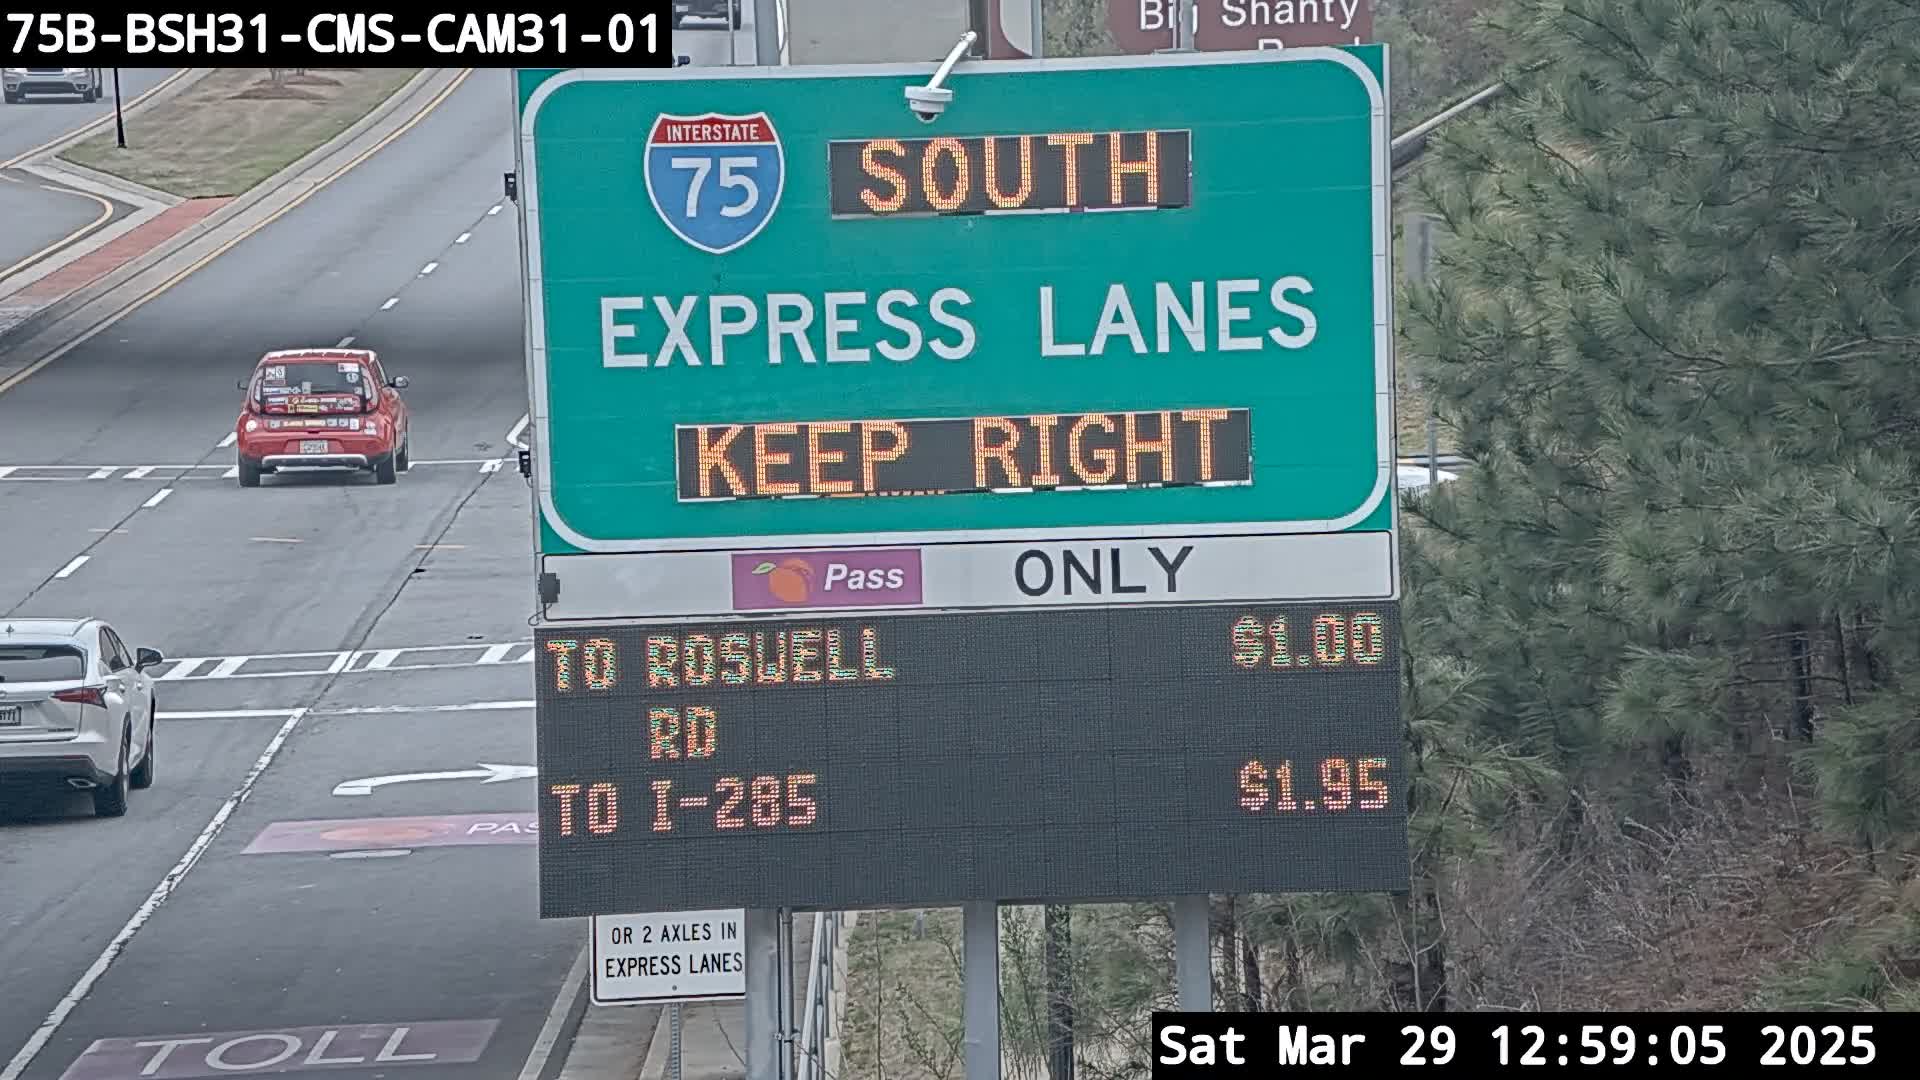 75B-BSH31-CMS-CAM31-01
Big Shanty
INTERSTATE
75
SOUTH
EXPRESS LANES
KEEP RIGHT
Pass ONLY
TO ROSWELL $1.00
RD
TO I-285 $1.95
PAS
OR 2 AXLES IN
EXPRESS LANES
TOLL
Sat Mar 29 12:59:05 2025